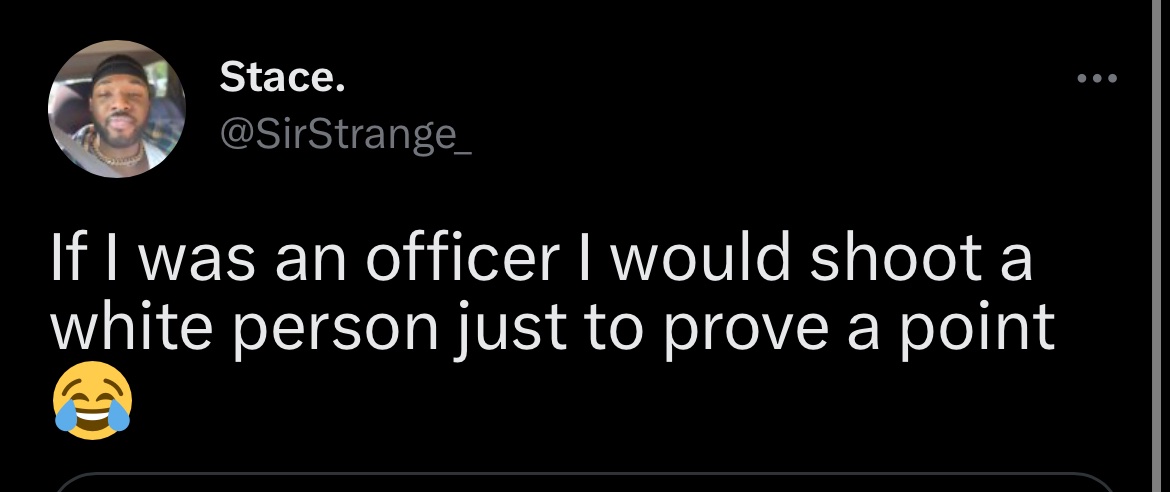 Stace.
@SirStrange_
If I was an officer I would shoot a
white person just to prove a point
😂